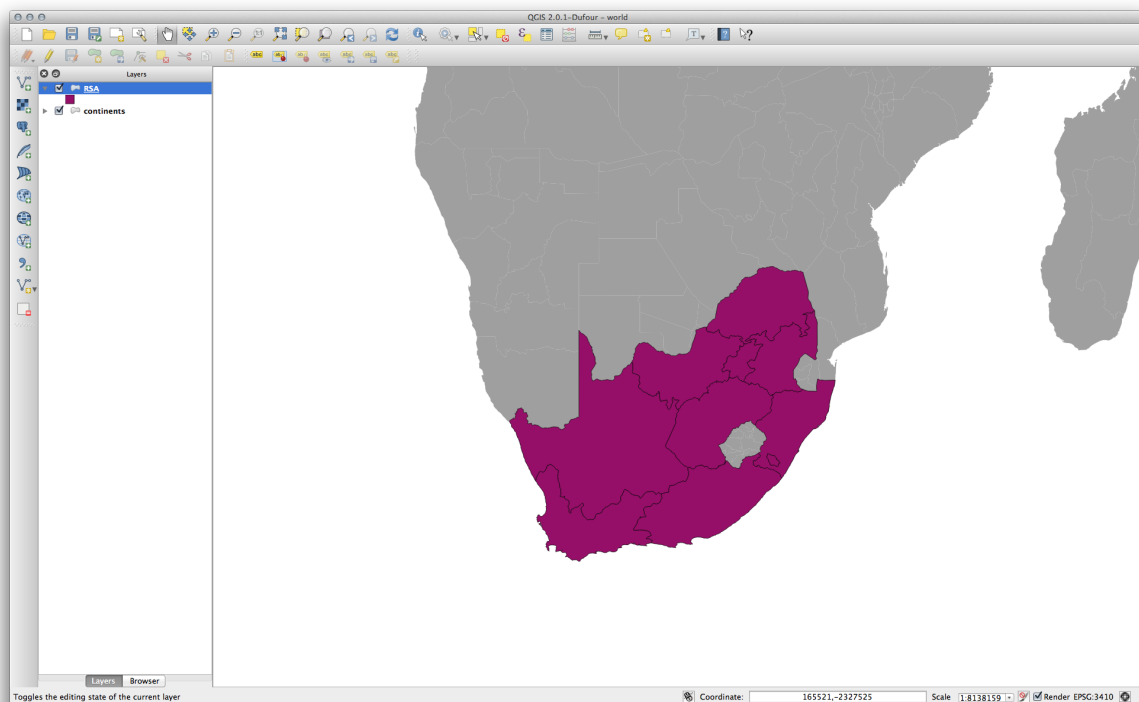 QGIS 2.0.1-Dufour - world
Layers
RSA
continents
Layers Browser
Toggles the editing state of the current layer
Coordinate: 165521,-2327525 Scale 1:8138159 Render EPSG:3410